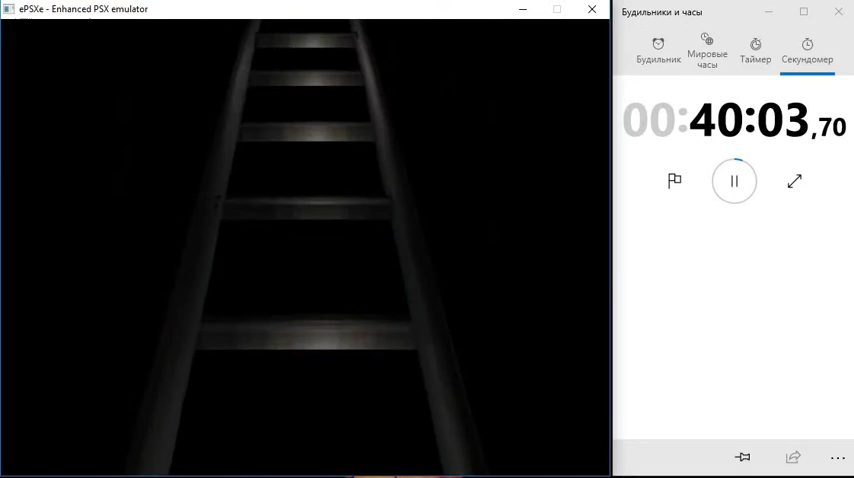 ePSXe - Enhanced PSX emulator
Будильники и часы
Будильник
Мировые
часы
Таймер
Секундомер
00:40:03,70